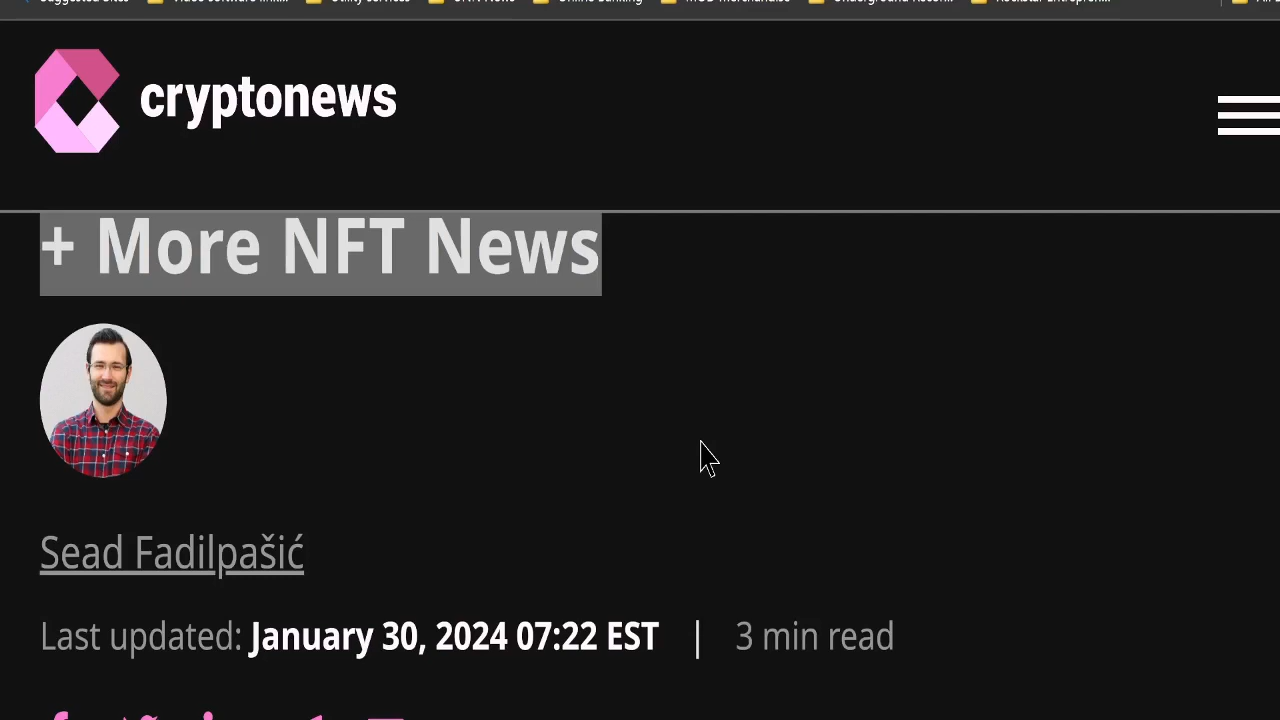 cryptonews
+ More NFT News
Sead Fadilpašić
Last updated: January 30, 2024 07:22 EST | 3 min read